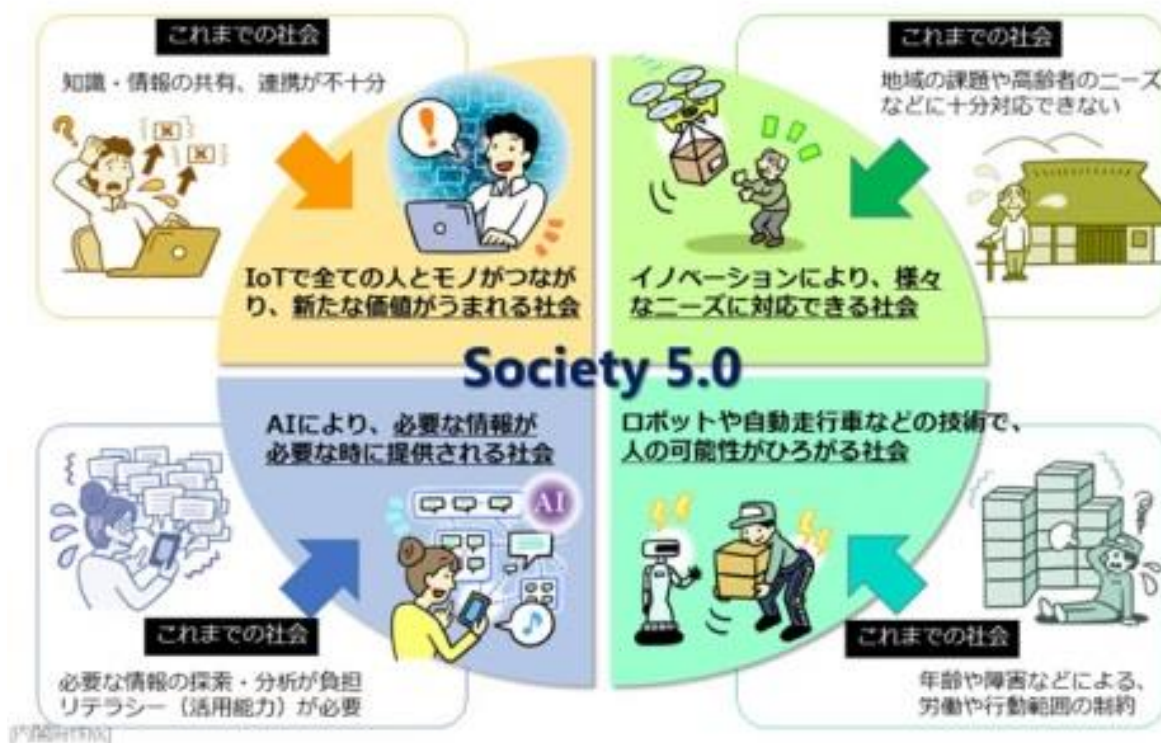 これまでの社会
知識・情報の共有、連携が不十分
IoTで全ての人とモノがつなが
り、新たな価値がうまれる社会
これまでの社会
地域の課題や高齢者のニーズ
などに十分対応できない
イノベーションにより、様々
なニーズに対応できる社会
Society 5.0
AIにより、必要な情報が
必要な時に提供される社会
AI
これまでの社会
必要な情報の探索・分析が負担
リテラシー（活用能力）が必要
ロボットや自動走行車などの技術で、
人の可能性がひろがる社会
これまでの社会
年齢や障害などによる、
労働や行動範囲の制約